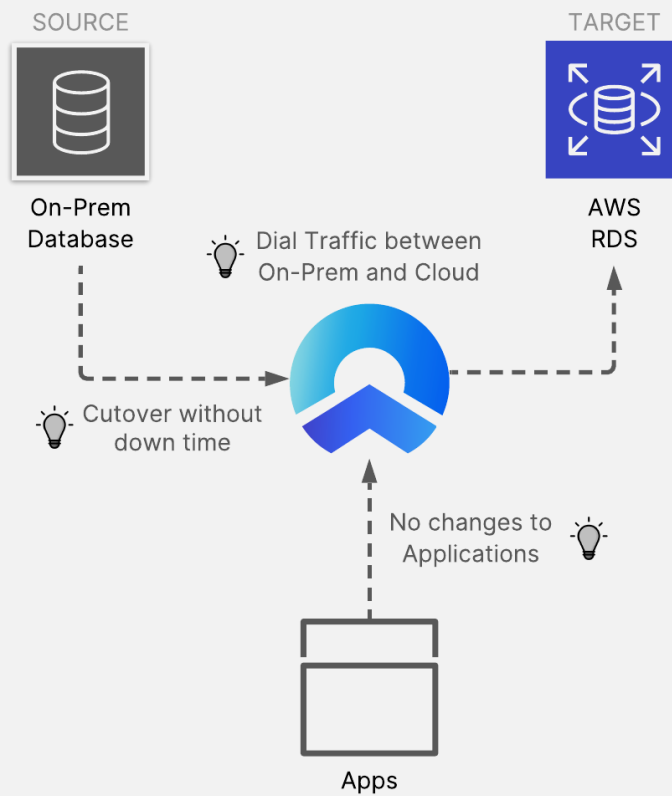 SOURCE
TARGET
On-Prem
Database
AWS
RDS
Dial Traffic between
On-Prem and Cloud
Cutover without
down time
No changes to
Applications
Apps